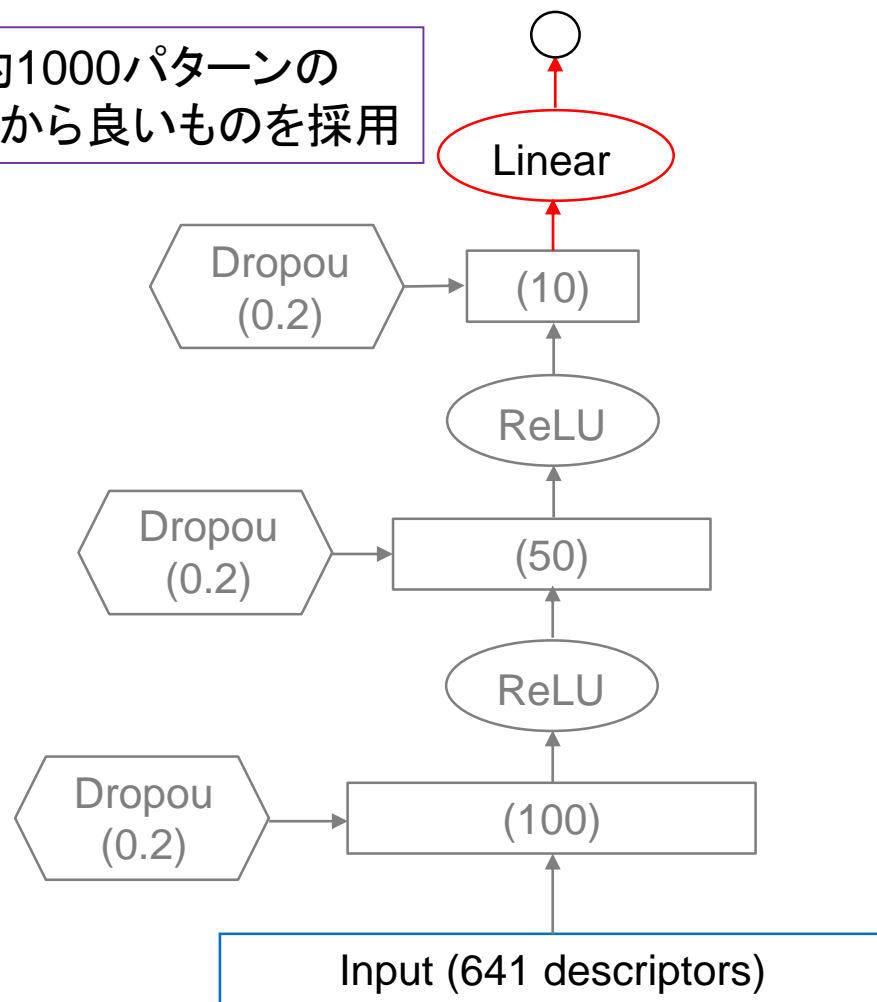 約1000パターンの
から良いものを採用
Linear
Dropou
(0.2)
(10)
ReLU
Dropou
(0.2)
(50)
ReLU
Dropou
(0.2)
(100)
Input (641 descriptors)